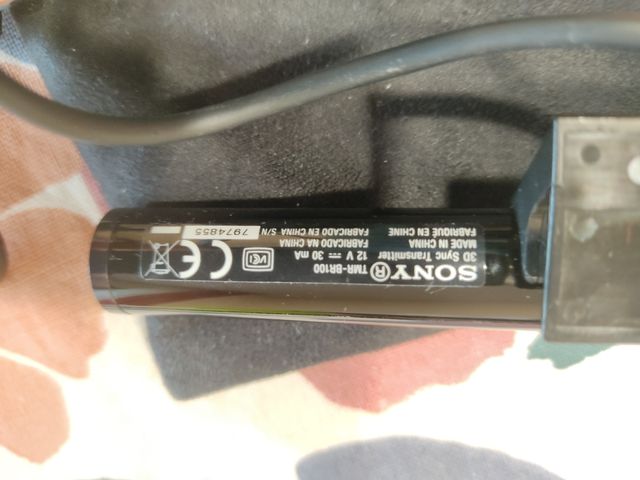 SONY®
3D Sync Transmitter
TMR-BR100
12 V ⎓ 30 mA
MADE IN CHINA
FABRIQUÉ EN CHINE
FABRICADO NA CHINA
FABRICADO EN CHINA S/N 7974855
VCI
CE